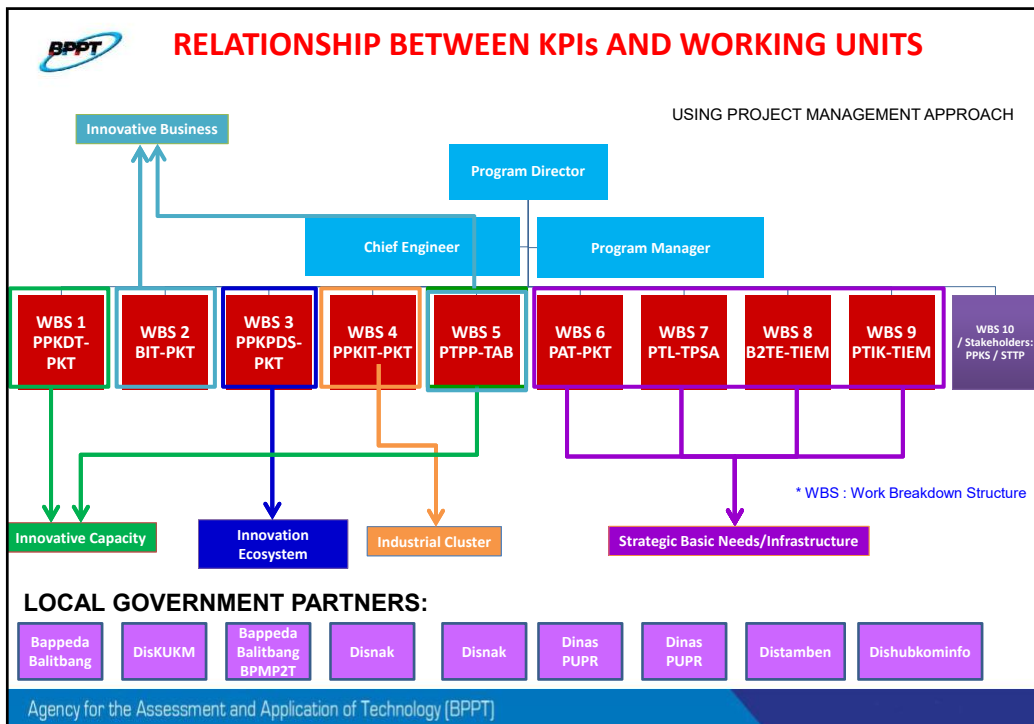 BPPT
RELATIONSHIP BETWEEN KPIs AND WORKING UNITS
USING PROJECT MANAGEMENT APPROACH
Innovative Business
Program Director
Chief Engineer
Program Manager
WBS 1
PPKDT-
PKT
WBS 2
BIT-PKT
WBS 3
PPKPDS-
PKT
WBS 4
PPKIT-PKT
WBS 5
PTPP-TAB
WBS 6
PAT-PKT
WBS 7
PTL-TPSA
WBS 8
B2TE-TIEM
WBS 9
PTIK-TIEM
WBS 10
/ Stakeholders:
PPKS / STTP
* WBS : Work Breakdown Structure
Innovative Capacity
Innovation
Ecosystem
Industrial Cluster
Strategic Basic Needs/Infrastructure
LOCAL GOVERNMENT PARTNERS:
Bappeda
Balitbang
DisKUKM
Bappeda
Balitbang
BPMP2T
Disnak
Disnak
Dinas
PUPR
Dinas
PUPR
Distamben
Dishubkominfo
Agency for the Assessment and Application of Technology (BPPT)